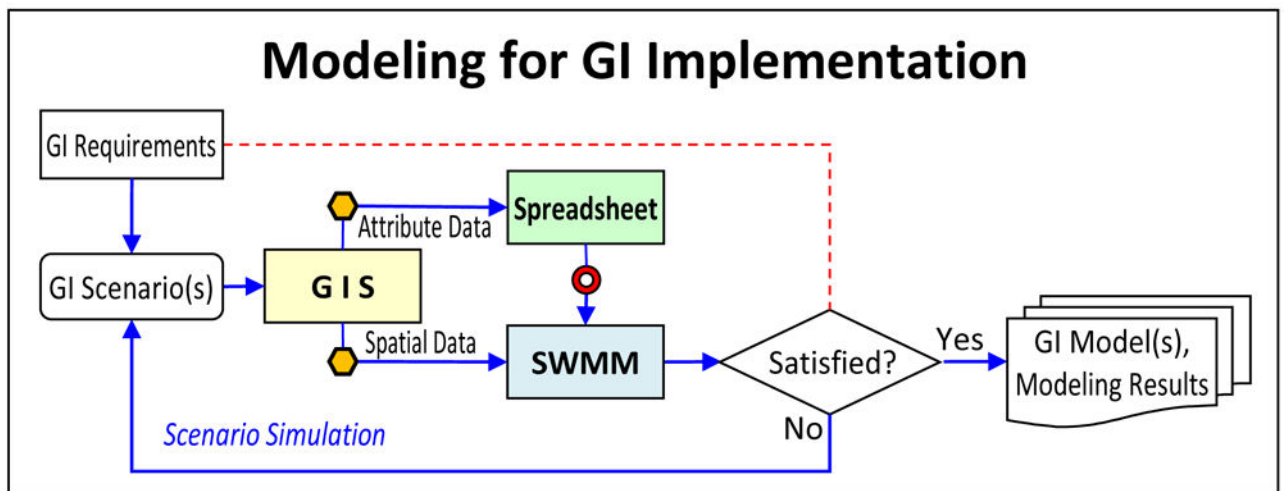 Modeling for GI Implementation
GI Requirements
Spreadsheet
Attribute Data
GI Scenario(s)
G I S
Spatial Data
SWMM
Satisfied?
Yes
GI Model(s),
Modeling Results
No
Scenario Simulation